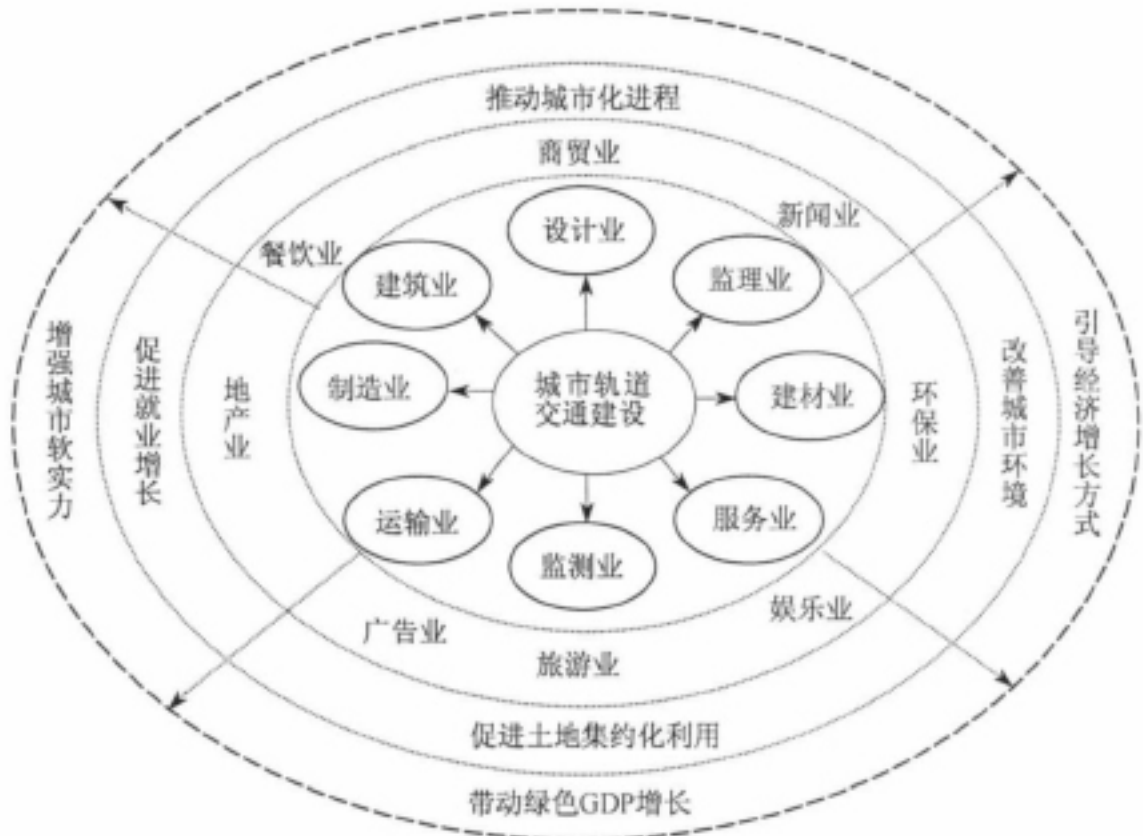 推动城市化进程
商贸业
新闻业
设计业
餐饮业
建筑业
监理业
增强城市软实力
促进就业增长
地产业
制造业
城市轨道
交通建设
建材业
环保业
改善城市环境
引导经济增长方式
运输业
监测业
服务业
广告业
旅游业
娱乐业
促进土地集约化利用
带动绿色GDP增长